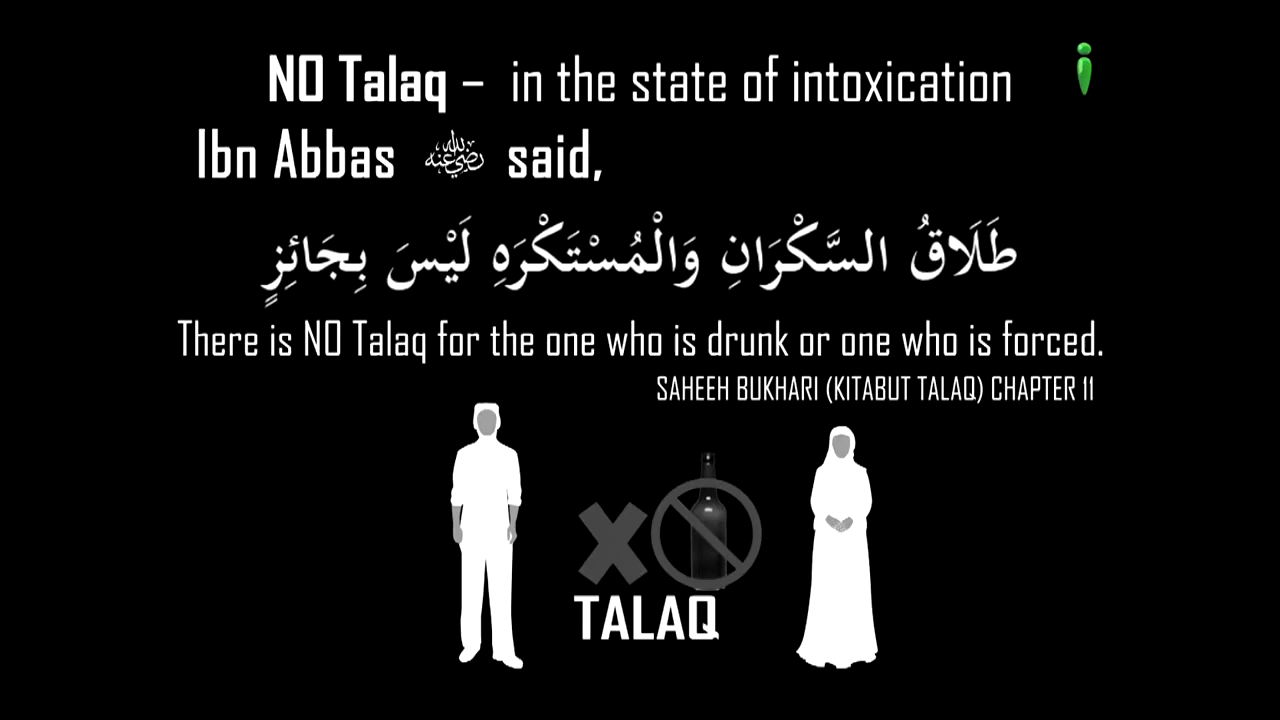 NO Talaq – in the state of intoxication
Ibn Abbas رضي الله عنه said,
طَلَاقُ السَّكْرَانِ وَالْمُسْتَكْرَهِ لَيْسَ بِجَائِزٍ
There is NO Talaq for the one who is drunk or one who is forced.
SAHEEH BUKHARI (KITABUT TALAQ) CHAPTER 11
TALAQ